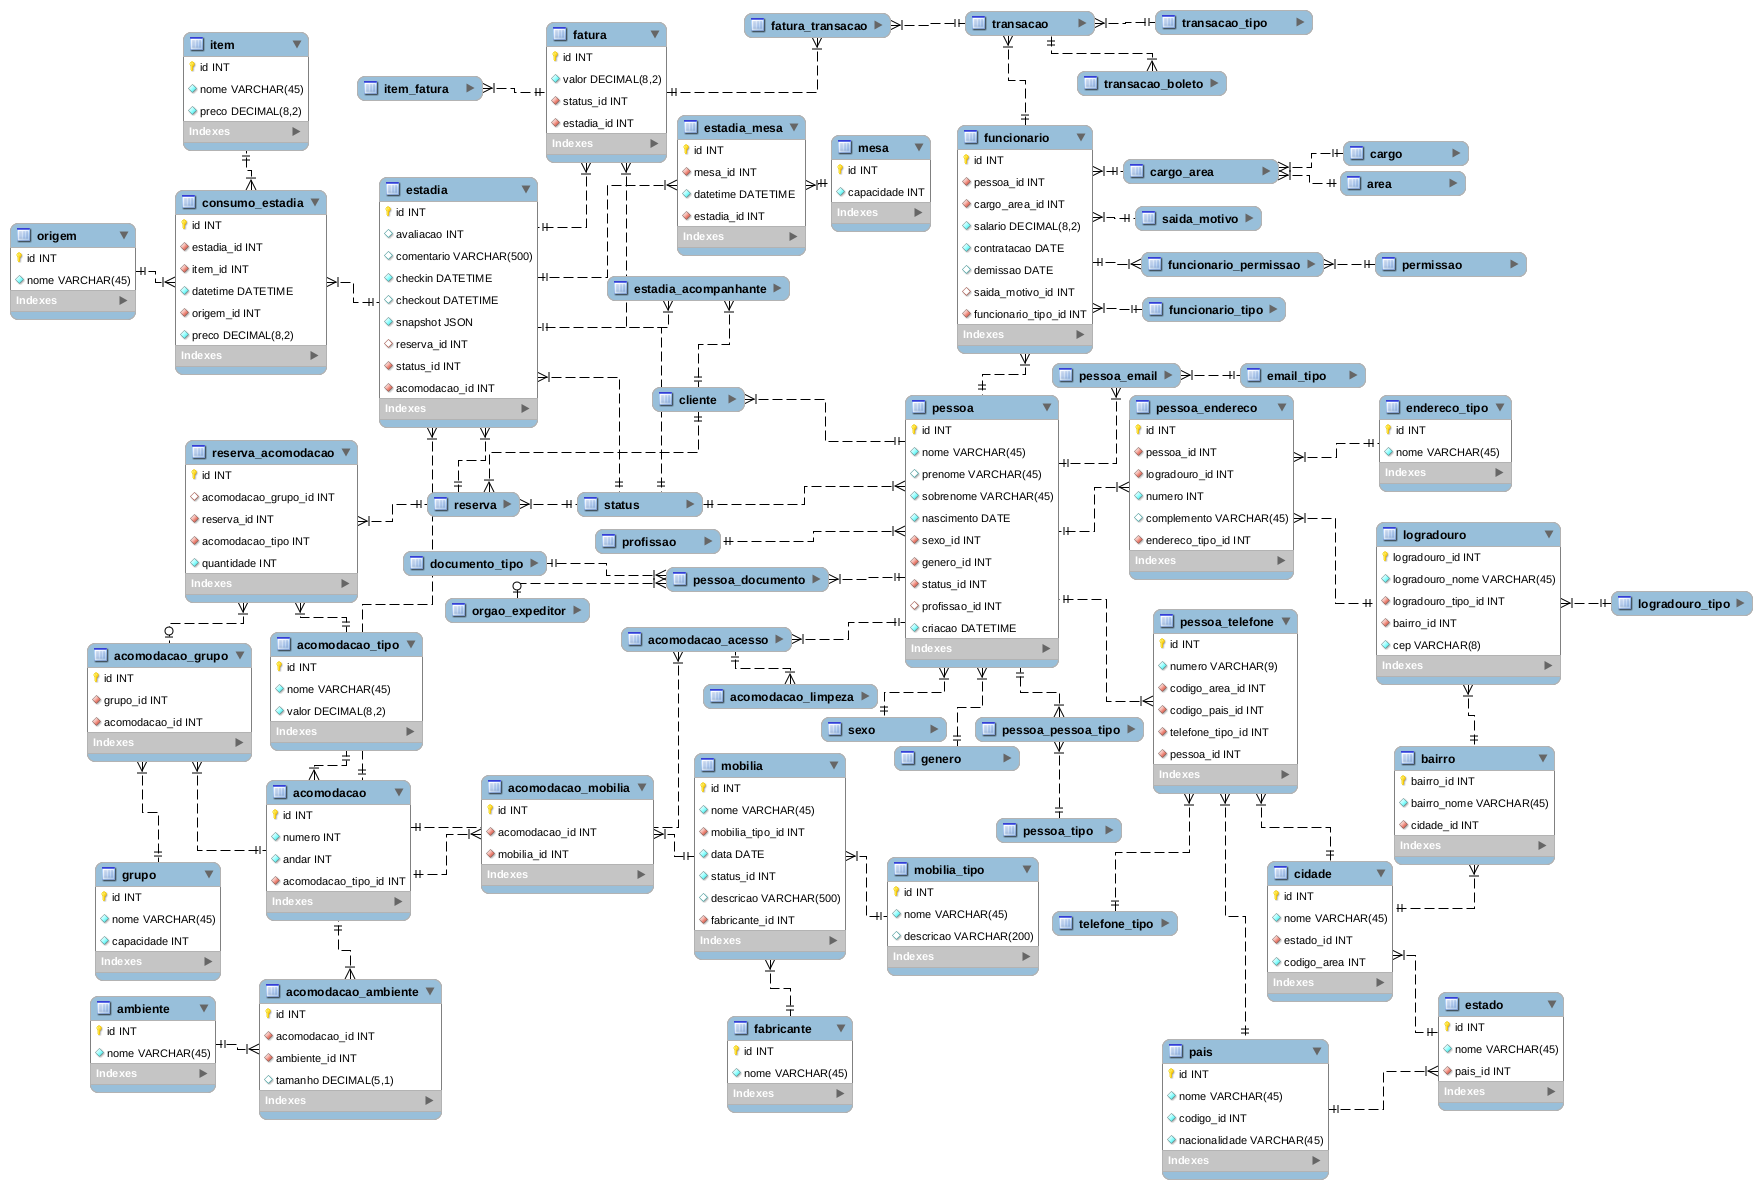 item
id INT
nome VARCHAR(45)
preco DECIMAL(8,2)
Indexes
item_fatura
fatura
id INT
valor DECIMAL(8,2)
status_id INT
estadia_id INT
Indexes
fatura_transacao
transacao
transacao_tipo
transacao_boleto
estadia_mesa
id INT
mesa_id INT
datetime DATETIME
estadia_id INT
Indexes
mesa
id INT
capacidade INT
Indexes
funcionario
id INT
pessoa_id INT
cargo_area_id INT
salario DECIMAL(8,2)
contratacao DATE
demissao DATE
saida_motivo_id INT
funcionario_tipo_id INT
Indexes
cargo_area
cargo
area
saida_motivo
funcionario_permissao
permissao
funcionario_tipo
origem
id INT
nome VARCHAR(45)
Indexes
consumo_estadia
id INT
estadia_id INT
item_id INT
datetime DATETIME
origem_id INT
preco DECIMAL(8,2)
Indexes
estadia
id INT
avaliacao INT
comentario VARCHAR(500)
checkin DATETIME
checkout DATETIME
snapshot JSON
reserva_id INT
status_id INT
acomodacao_id INT
Indexes
estadia_acompanhante
cliente
pessoa
id INT
nome VARCHAR(45)
prenome VARCHAR(45)
sobrenome VARCHAR(45)
nascimento DATE
sexo_id INT
genero_id INT
status_id INT
profissao_id INT
criacao DATETIME
Indexes
pessoa_email
email_tipo
pessoa_endereco
id INT
pessoa_id INT
logradouro_id INT
numero INT
complemento VARCHAR(45)
endereco_tipo_id INT
Indexes
endereco_tipo
id INT
nome VARCHAR(45)
Indexes
reserva_acomodacao
id INT
acomodacao_grupo_id INT
reserva_id INT
acomodacao_tipo INT
quantidade INT
Indexes
reserva
status
profissao
documento_tipo
pessoa_documento
orgao_expeditor
acomodacao_acesso
acomodacao_limpeza
logradouro
logradouro_id INT
logradouro_nome VARCHAR(45)
logradouro_tipo_id INT
bairro_id INT
cep VARCHAR(8)
Indexes
logradouro_tipo
pessoa_telefone
id INT
numero VARCHAR(9)
codigo_area_id INT
codigo_pais_id INT
telefone_tipo_id INT
pessoa_id INT
Indexes
acomodacao_grupo
id INT
grupo_id INT
acomodacao_id INT
Indexes
acomodacao_tipo
id INT
nome VARCHAR(45)
valor DECIMAL(8,2)
Indexes
sexo
genero
pessoa_pessoa_tipo
pessoa_tipo
bairro
bairro_id INT
bairro_nome VARCHAR(45)
cidade_id INT
Indexes
acomodacao
id INT
numero INT
andar INT
acomodacao_tipo_id INT
Indexes
acomodacao_mobilia
id INT
acomodacao_id INT
mobilia_id INT
Indexes
mobilia
id INT
nome VARCHAR(45)
mobilia_tipo_id INT
data DATE
status_id INT
descricao VARCHAR(500)
fabricante_id INT
Indexes
mobilia_tipo
id INT
nome VARCHAR(45)
descricao VARCHAR(200)
Indexes
telefone_tipo
cidade
id INT
nome VARCHAR(45)
estado_id INT
codigo_area INT
Indexes
grupo
id INT
nome VARCHAR(45)
capacidade INT
Indexes
ambiente
id INT
nome VARCHAR(45)
Indexes
acomodacao_ambiente
id INT
acomodacao_id INT
ambiente_id INT
tamanho DECIMAL(5,1)
Indexes
fabricante
id INT
nome VARCHAR(45)
Indexes
pais
id INT
nome VARCHAR(45)
codigo_id INT
nacionalidade VARCHAR(45)
Indexes
estado
id INT
nome VARCHAR(45)
pais_id INT
Indexes